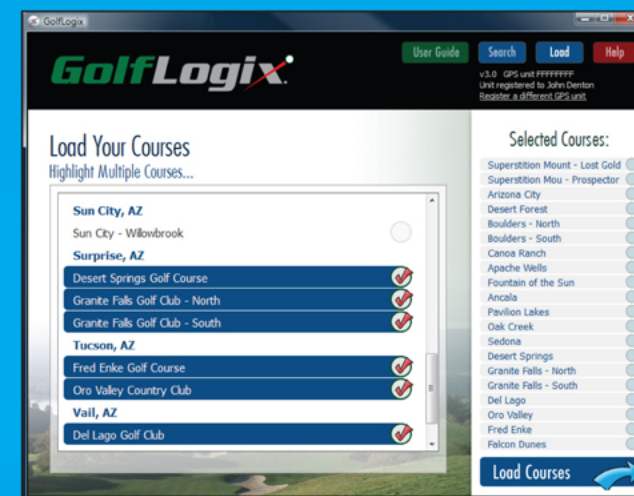 GolfLogix
GolfLogix
User Guide
Search
Load
Help
v3.0 GPS unit FFFFFFFF
Unit registered to John Denton
Register a different GPS unit
Load Your Courses
Highlight Multiple Courses...
Sun City, AZ
Sun City - Willowbrook
Surprise, AZ
Desert Springs Golf Course
Granite Falls Golf Club - North
Granite Falls Golf Club - South
Tucson, AZ
Fred Enke Golf Course
Oro Valley Country Club
Vail, AZ
Del Lago Golf Club
Selected Courses:
Superstition Mount - Lost Gold
Superstition Mou - Prospector
Arizona City
Desert Forest
Boulders - North
Boulders - South
Canoa Ranch
Apache Wells
Fountain of the Sun
Ancala
Pavilion Lakes
Oak Creek
Sedona
Desert Springs
Granite Falls - North
Granite Falls - South
Del Lago
Oro Valley
Fred Enke
Falcon Dunes
Load Courses